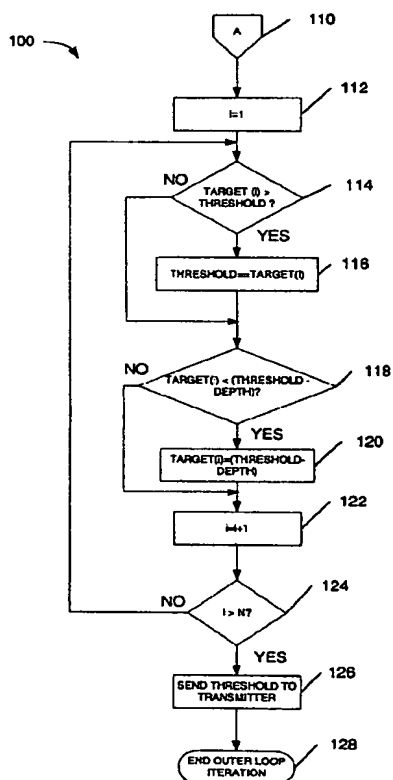 A
110
100
112
I=1
NO
TARGET (I) >
THRESHOLD ?
114
YES
THRESHOLD=TARGET(I)
116
NO
TARGET(I) < (THRESHOLD -
DEPTH)?
118
YES
TARGET(I)=(THRESHOLD-
DEPTH)
120
122
I=I+1
124
NO
I > N?
YES
126
SEND THRESHOLD TO
TRANSMITTER
128
END OUTER LOOP
ITERATION